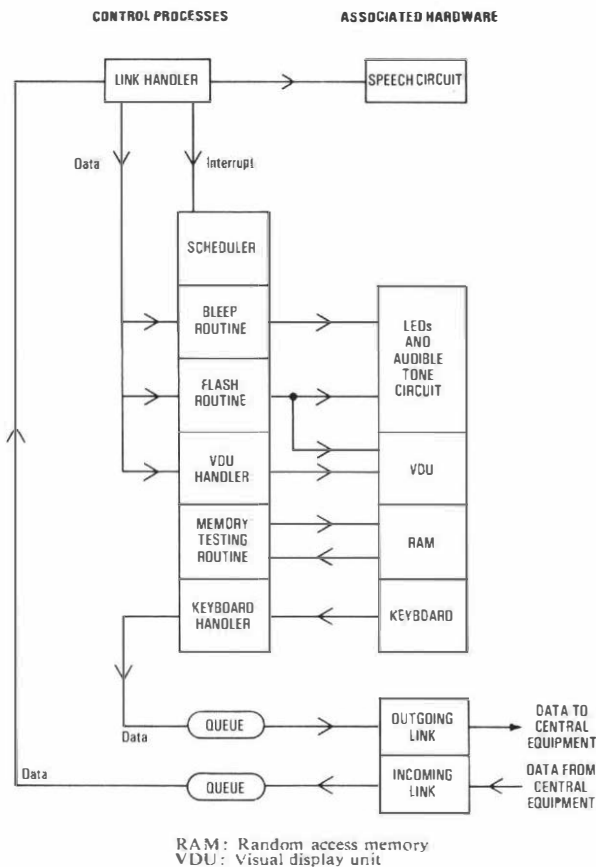 CONTROL PROCESSES
ASSOCIATED HARDWARE
LINK HANDLER
SPEECH CIRCUIT
Data
Interrupt
SCHEDULER
BLEEP
ROUTINE
LEDs
AND
AUDIBLE
TONE
CIRCUIT
FLASH
ROUTINE
VDU
HANDLER
VDU
MEMORY
TESTING
ROUTINE
RAM
KEYBOARD
HANDLER
KEYBOARD
Data
QUEUE
OUTGOING
LINK
DATA TO
CENTRAL
EQUIPMENT
Data
QUEUE
INCOMING
LINK
DATA FROM
CENTRAL
EQUIPMENT
RAM: Random access memory
VDU: Visual display unit